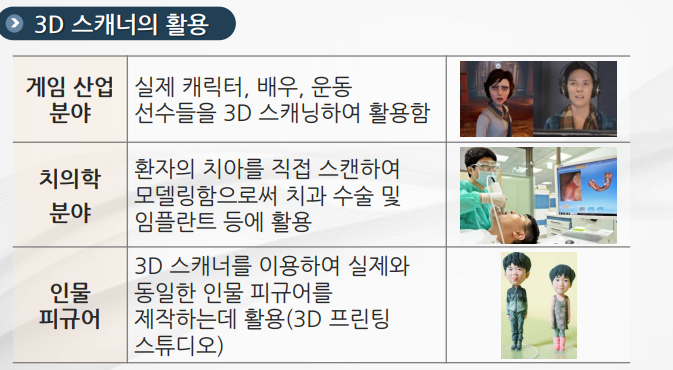 3D 스캐너의 활용
게임 산업
분야
실제 캐릭터, 배우, 운동
선수들을 3D 스캐닝하여 활용함
치의학
분야
환자의 치아를 직접 스캔하여
모델링함으로써 치과 수술 및
임플란트 등에 활용
인물
피규어
3D 스캐너를 이용하여 실제와
동일한 인물 피규어를
제작하는데 활용(3D 프린팅
스튜디오)